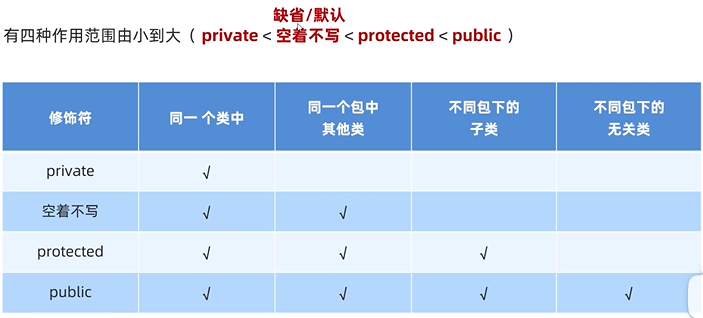 缺省/默认
有四种作用范围由小到大（ private < 空着不写 < protected < public ）
修饰符 同一 个类中 同一个包中 其他类 不同包下的 子类 不同包下的 无关类
private √
空着不写 √ √
protected √ √ √
public √ √ √ √